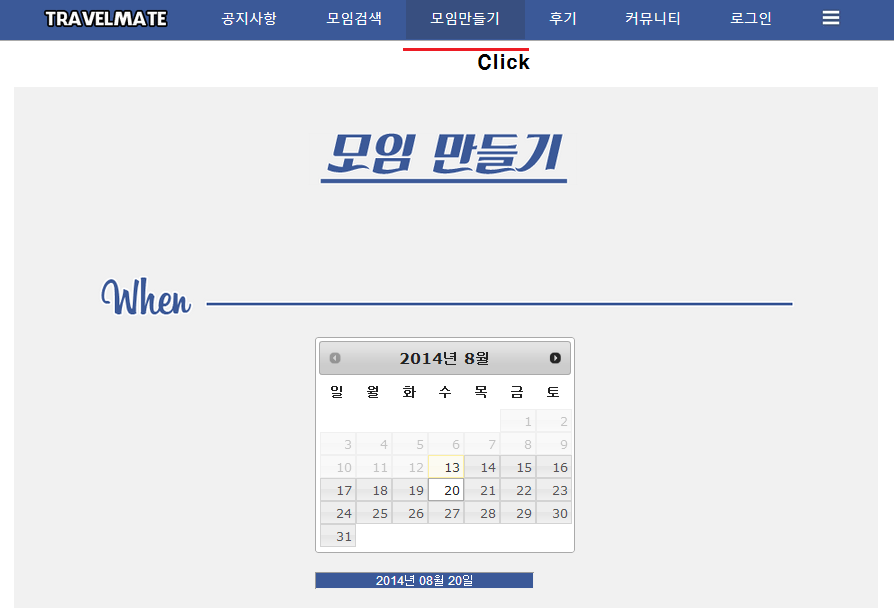 TRAVELMATE 공지사항 모임검색 모임만들기 후기 커뮤니티 로그인
Click
모임 만들기
When
2014년 8월
일 월 화 수 목 금 토
1 2
3 4 5 6 7 8 9
10 11 12 13 14 15 16
17 18 19 20 21 22 23
24 25 26 27 28 29 30
31
2014년 08월 20일